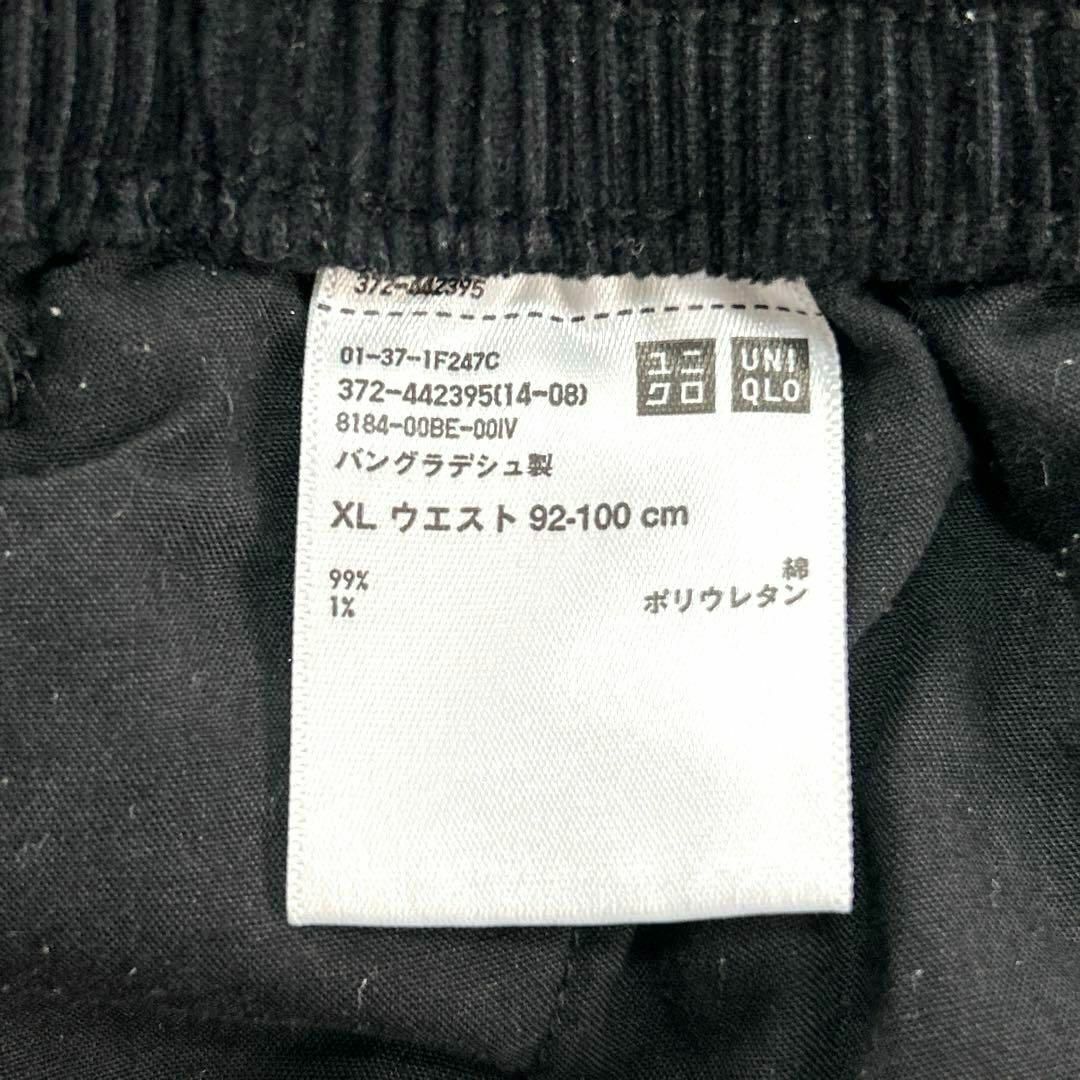 372-442395
01-37-1F247C
372-442395(14-08)
8184-00BE-00IV
ユニ
クロ
UNI
QLO
バングラデシュ製
XL ウエスト 92-100 cm
99% 綿
1% ポリウレタン